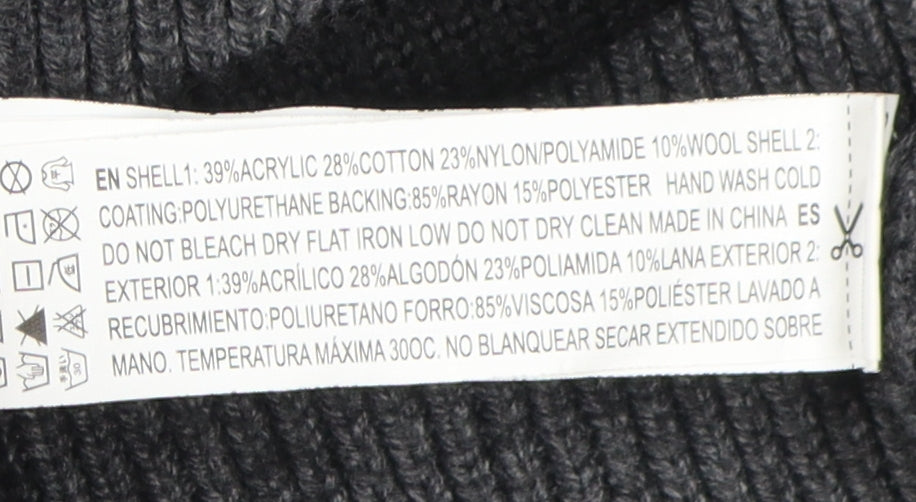 EN SHELL1: 39%ACRYLIC 28%COTTON 23%NYLON/POLYAMIDE 10%WOOL SHELL 2:
COATING:POLYURETHANE BACKING:85%RAYON 15%POLYESTER HAND WASH COLD
DO NOT BLEACH DRY FLAT IRON LOW DO NOT DRY CLEAN MADE IN CHINA ES
EXTERIOR 1:39%ACRÍLICO 28%ALGODÓN 23%POLIAMIDA 10%LANA EXTERIOR 2:
RECUBRIMIENTO:POLIURETANO FORRO:85%VISCOSA 15%POLIÉSTER LAVADO A
MANO. TEMPERATURA MÁXIMA 30OC. NO BLANQUEAR SECAR EXTENDIDO SOBRE